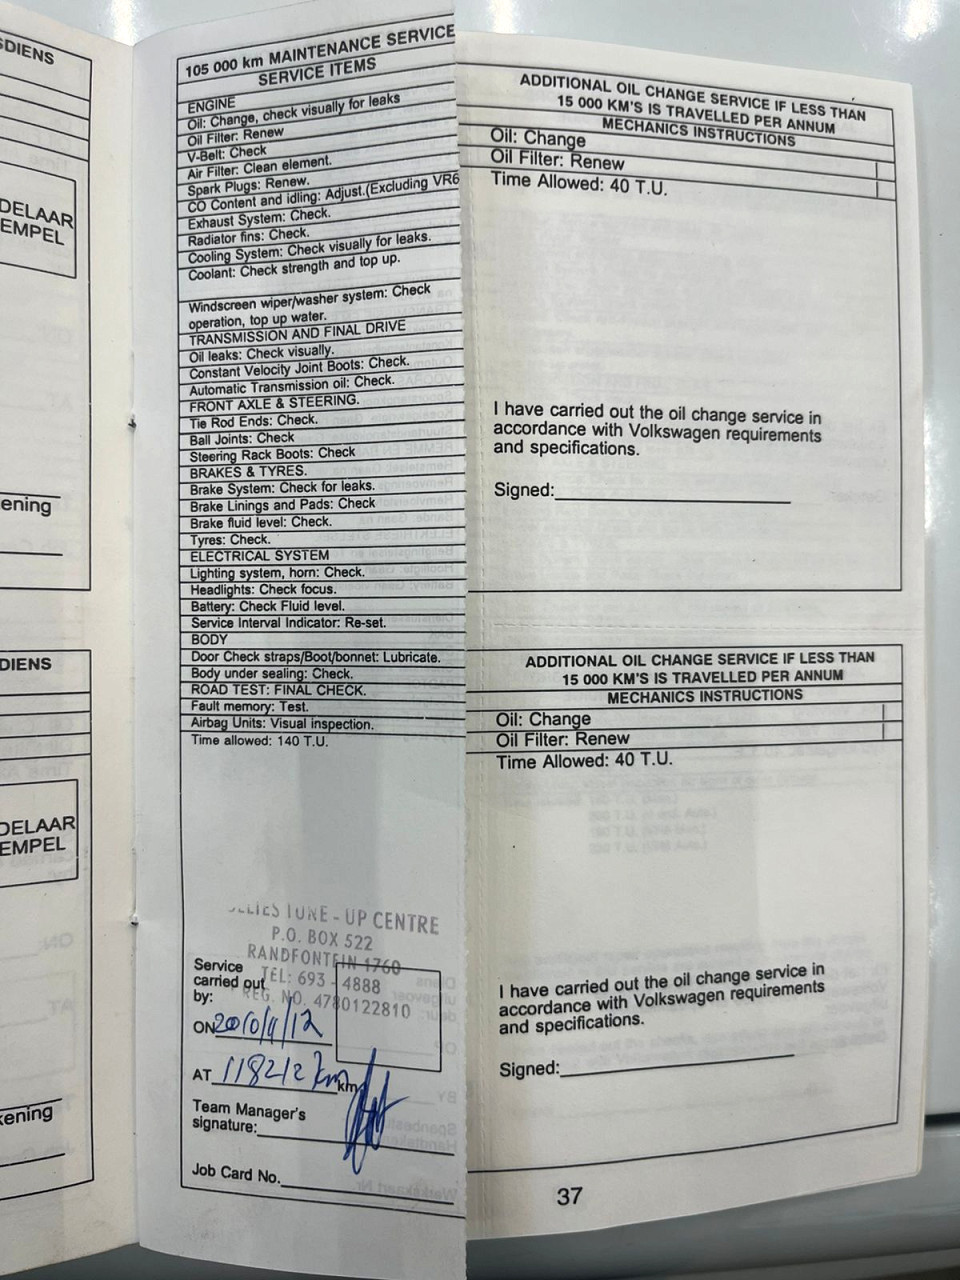 SDIENS
DELAAR
EMPEL
ening
DIENS
DELAAR
EMPEL
kening
105 000 km MAINTENANCE SERVICE
SERVICE ITEMS
ENGINE
Oil: Change, check visually for leaks
Oil Filter: Renew
V-Belt: Check
Air Filter: Clean element.
Spark Plugs: Renew.
CO Content and idling: Adjust.(Excluding VR6
Exhaust System: Check.
Radiator fins: Check.
Cooling System: Check visually for leaks.
Coolant: Check strength and top up.
Windscreen wiper/washer system: Check
operation, top up water.
TRANSMISSION AND FINAL DRIVE
Oil leaks: Check visually.
Constant Velocity Joint Boots: Check.
Automatic Transmission oil: Check.
FRONT AXLE & STEERING.
Tie Rod Ends: Check.
Ball Joints: Check
Steering Rack Boots: Check
BRAKES & TYRES.
Brake System: Check for leaks.
Brake Linings and Pads: Check
Brake fluid level: Check.
Tyres: Check.
ELECTRICAL SYSTEM
Lighting system, horn: Check.
Headlights: Check focus.
Battery: Check Fluid level.
Service Interval Indicator: Re-set.
BODY
Door Check straps/Boot/bonnet: Lubricate.
Body under sealing: Check.
ROAD TEST: FINAL CHECK.
Fault memory: Test.
Airbag Units: Visual inspection.
Time allowed: 140 T.U.
TUNE - UP CENTRE
P.O. BOX 522
RANDFONTEIN 1760
TEL: 693 - 4888
REG. NO. 4780122810
Service
carried out
by:
ON
AT 118212 km km
Team Manager's
signature:
Job Card No.
ADDITIONAL OIL CHANGE SERVICE IF LESS THAN
15 000 KM'S IS TRAVELLED PER ANNUM
MECHANICS INSTRUCTIONS
Oil: Change
Oil Filter: Renew
Time Allowed: 40 T.U.
I have carried out the oil change service in
accordance with Volkswagen requirements
and specifications.
Signed:
ADDITIONAL OIL CHANGE SERVICE IF LESS THAN
15 000 KM'S IS TRAVELLED PER ANNUM
MECHANICS INSTRUCTIONS
Oil: Change
Oil Filter: Renew
Time Allowed: 40 T.U.
I have carried out the oil change service in
accordance with Volkswagen requirements
and specifications.
Signed:
37